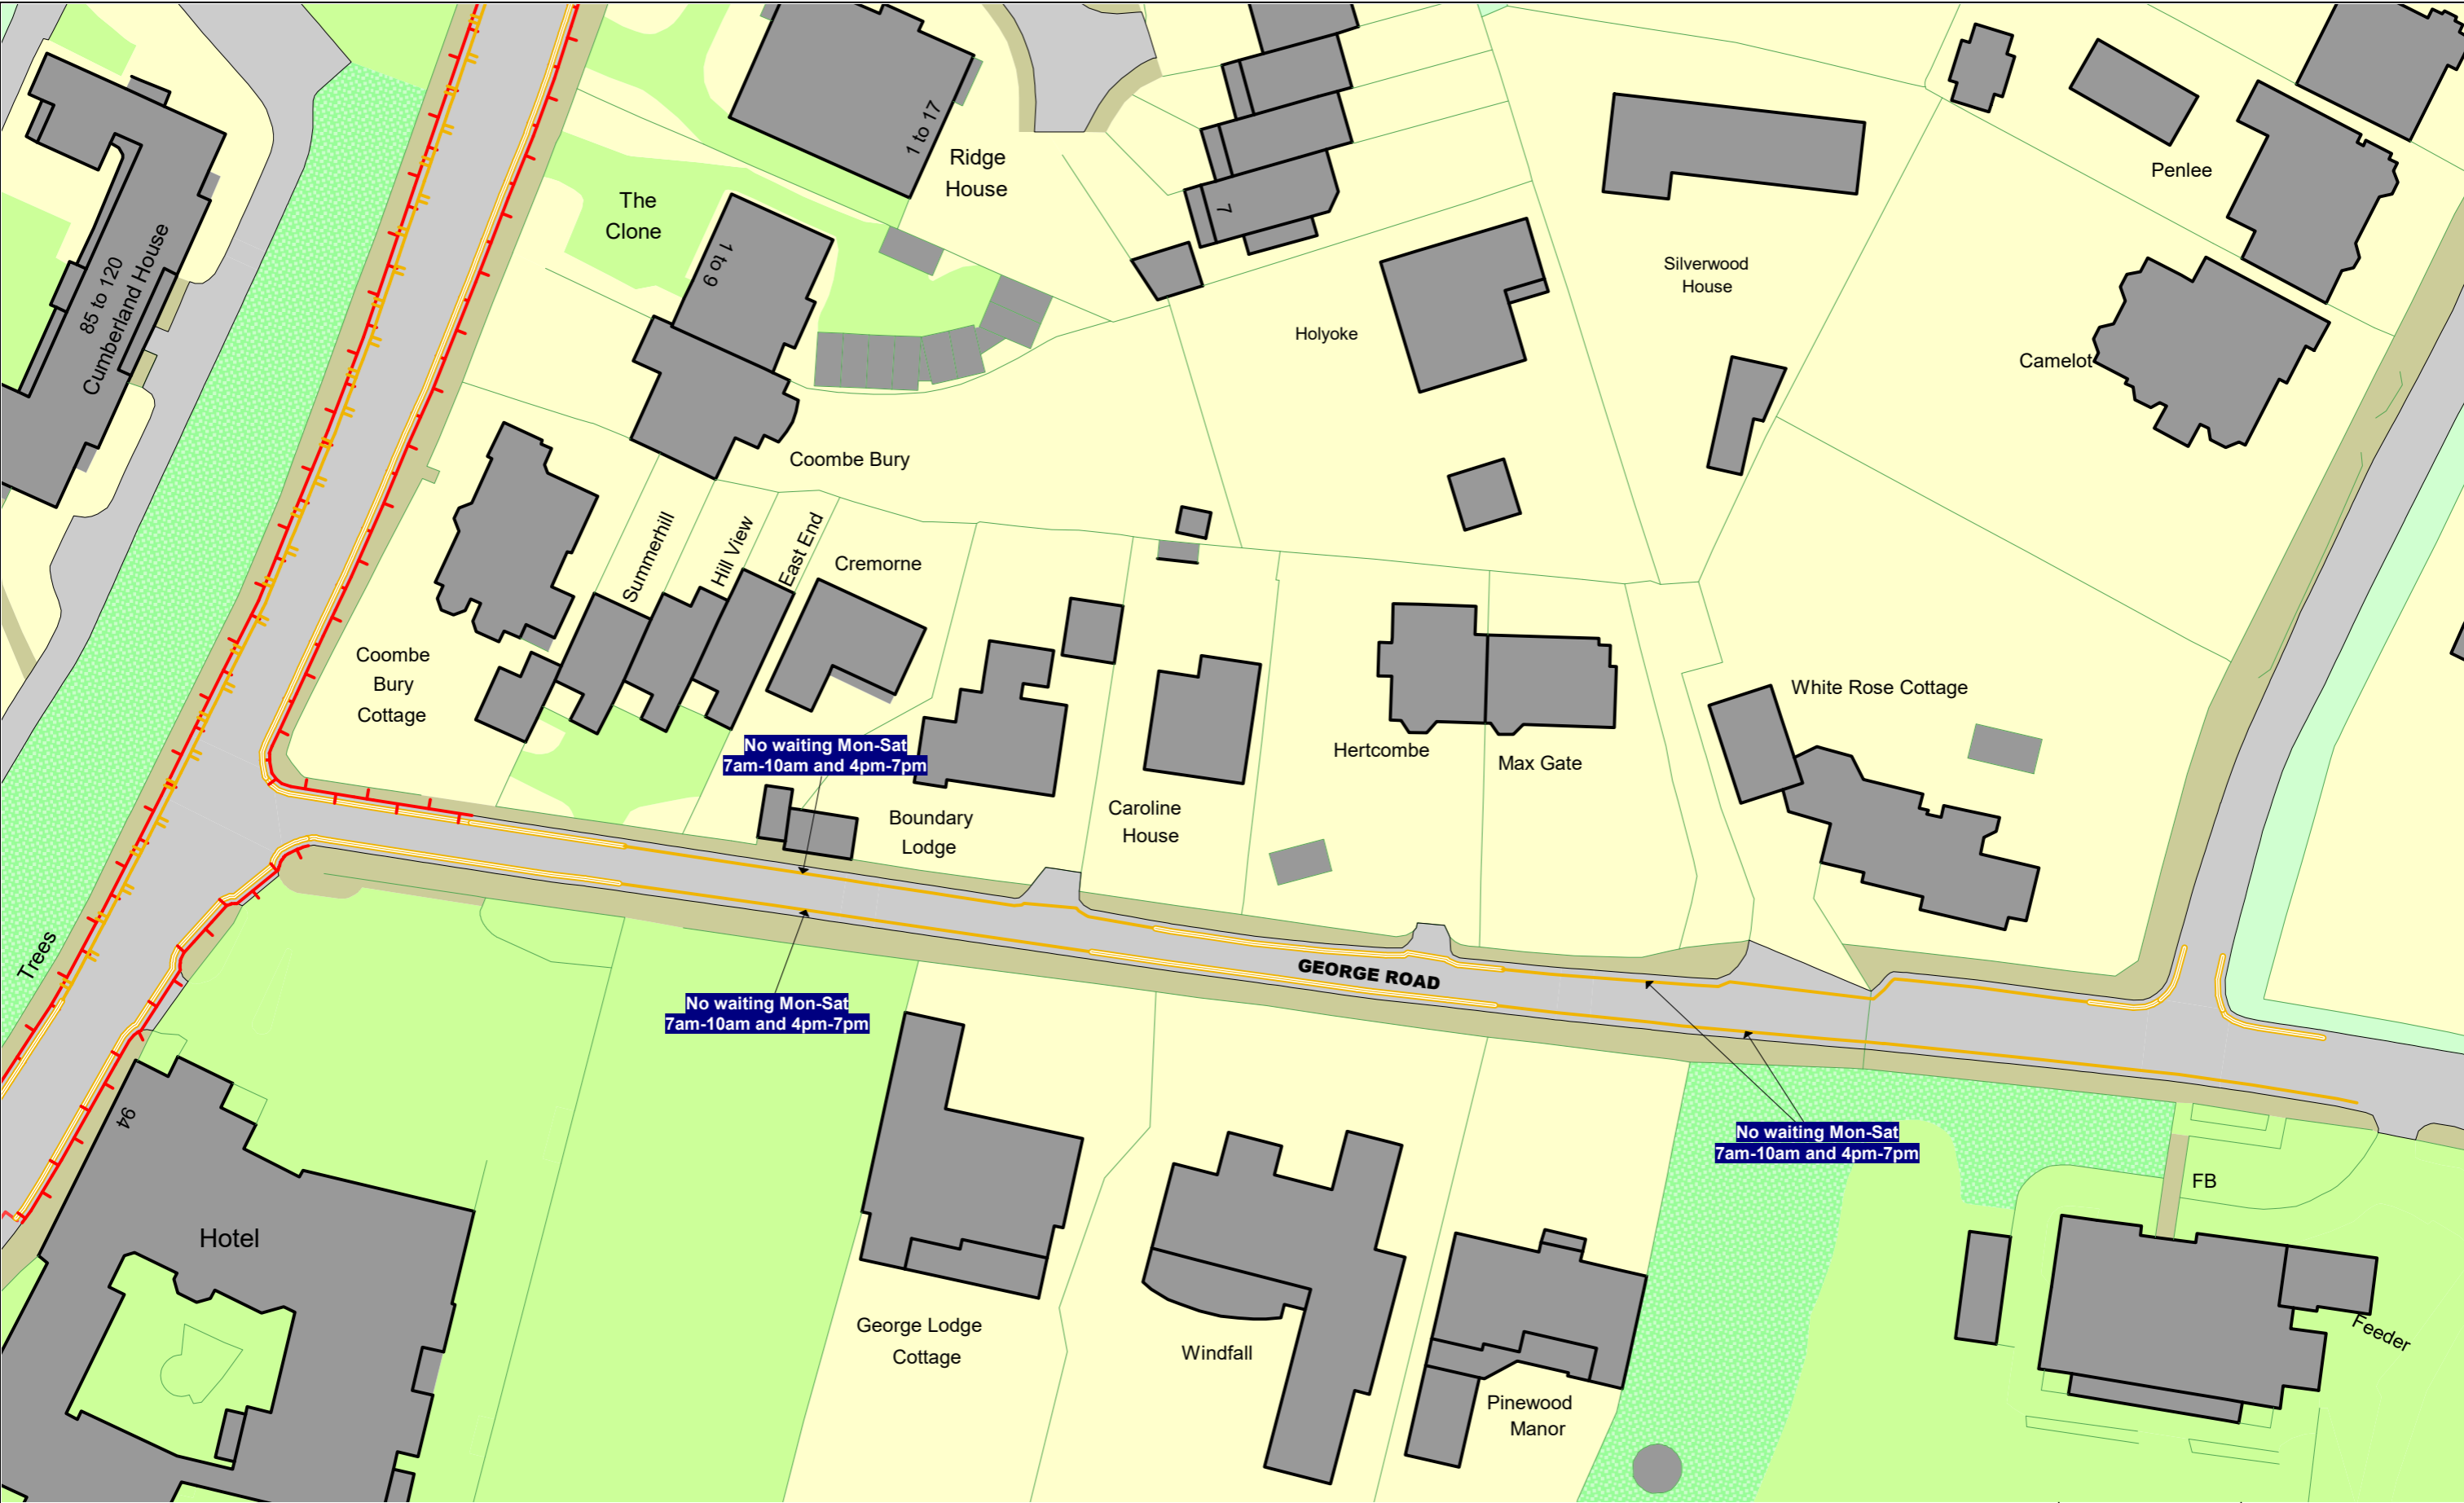 1 to 17
Ridge
House
The
Clone
1 to 9
7
Penlee
Silverwood
House
85 to 120
Cumberland House
Holyoke
Camelot
Coombe Bury
Summerhill
Hill View
East End
Cremorne
Coombe
Bury
Cottage
White Rose Cottage
No waiting Mon-Sat
7am-10am and 4pm-7pm
Hertcombe
Max Gate
Boundary
Lodge
Caroline
House
Trees
GEORGE ROAD
No waiting Mon-Sat
7am-10am and 4pm-7pm
94
No waiting Mon-Sat
7am-10am and 4pm-7pm
FB
Hotel
George Lodge
Cottage
Windfall
Feeder
Pinewood
Manor